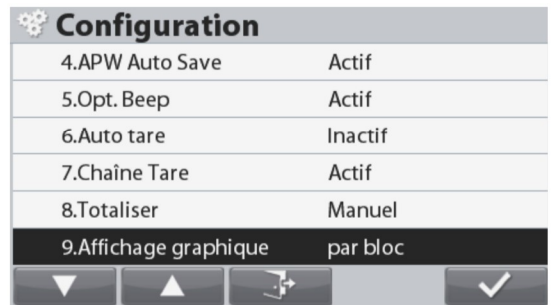 Configuration
4.APW Auto Save Actif
5.Opt. Beep Actif
6.Auto tare Inactif
7.Chaîne Tare Actif
8.Totaliser Manuel
9.Affichage graphique par bloc